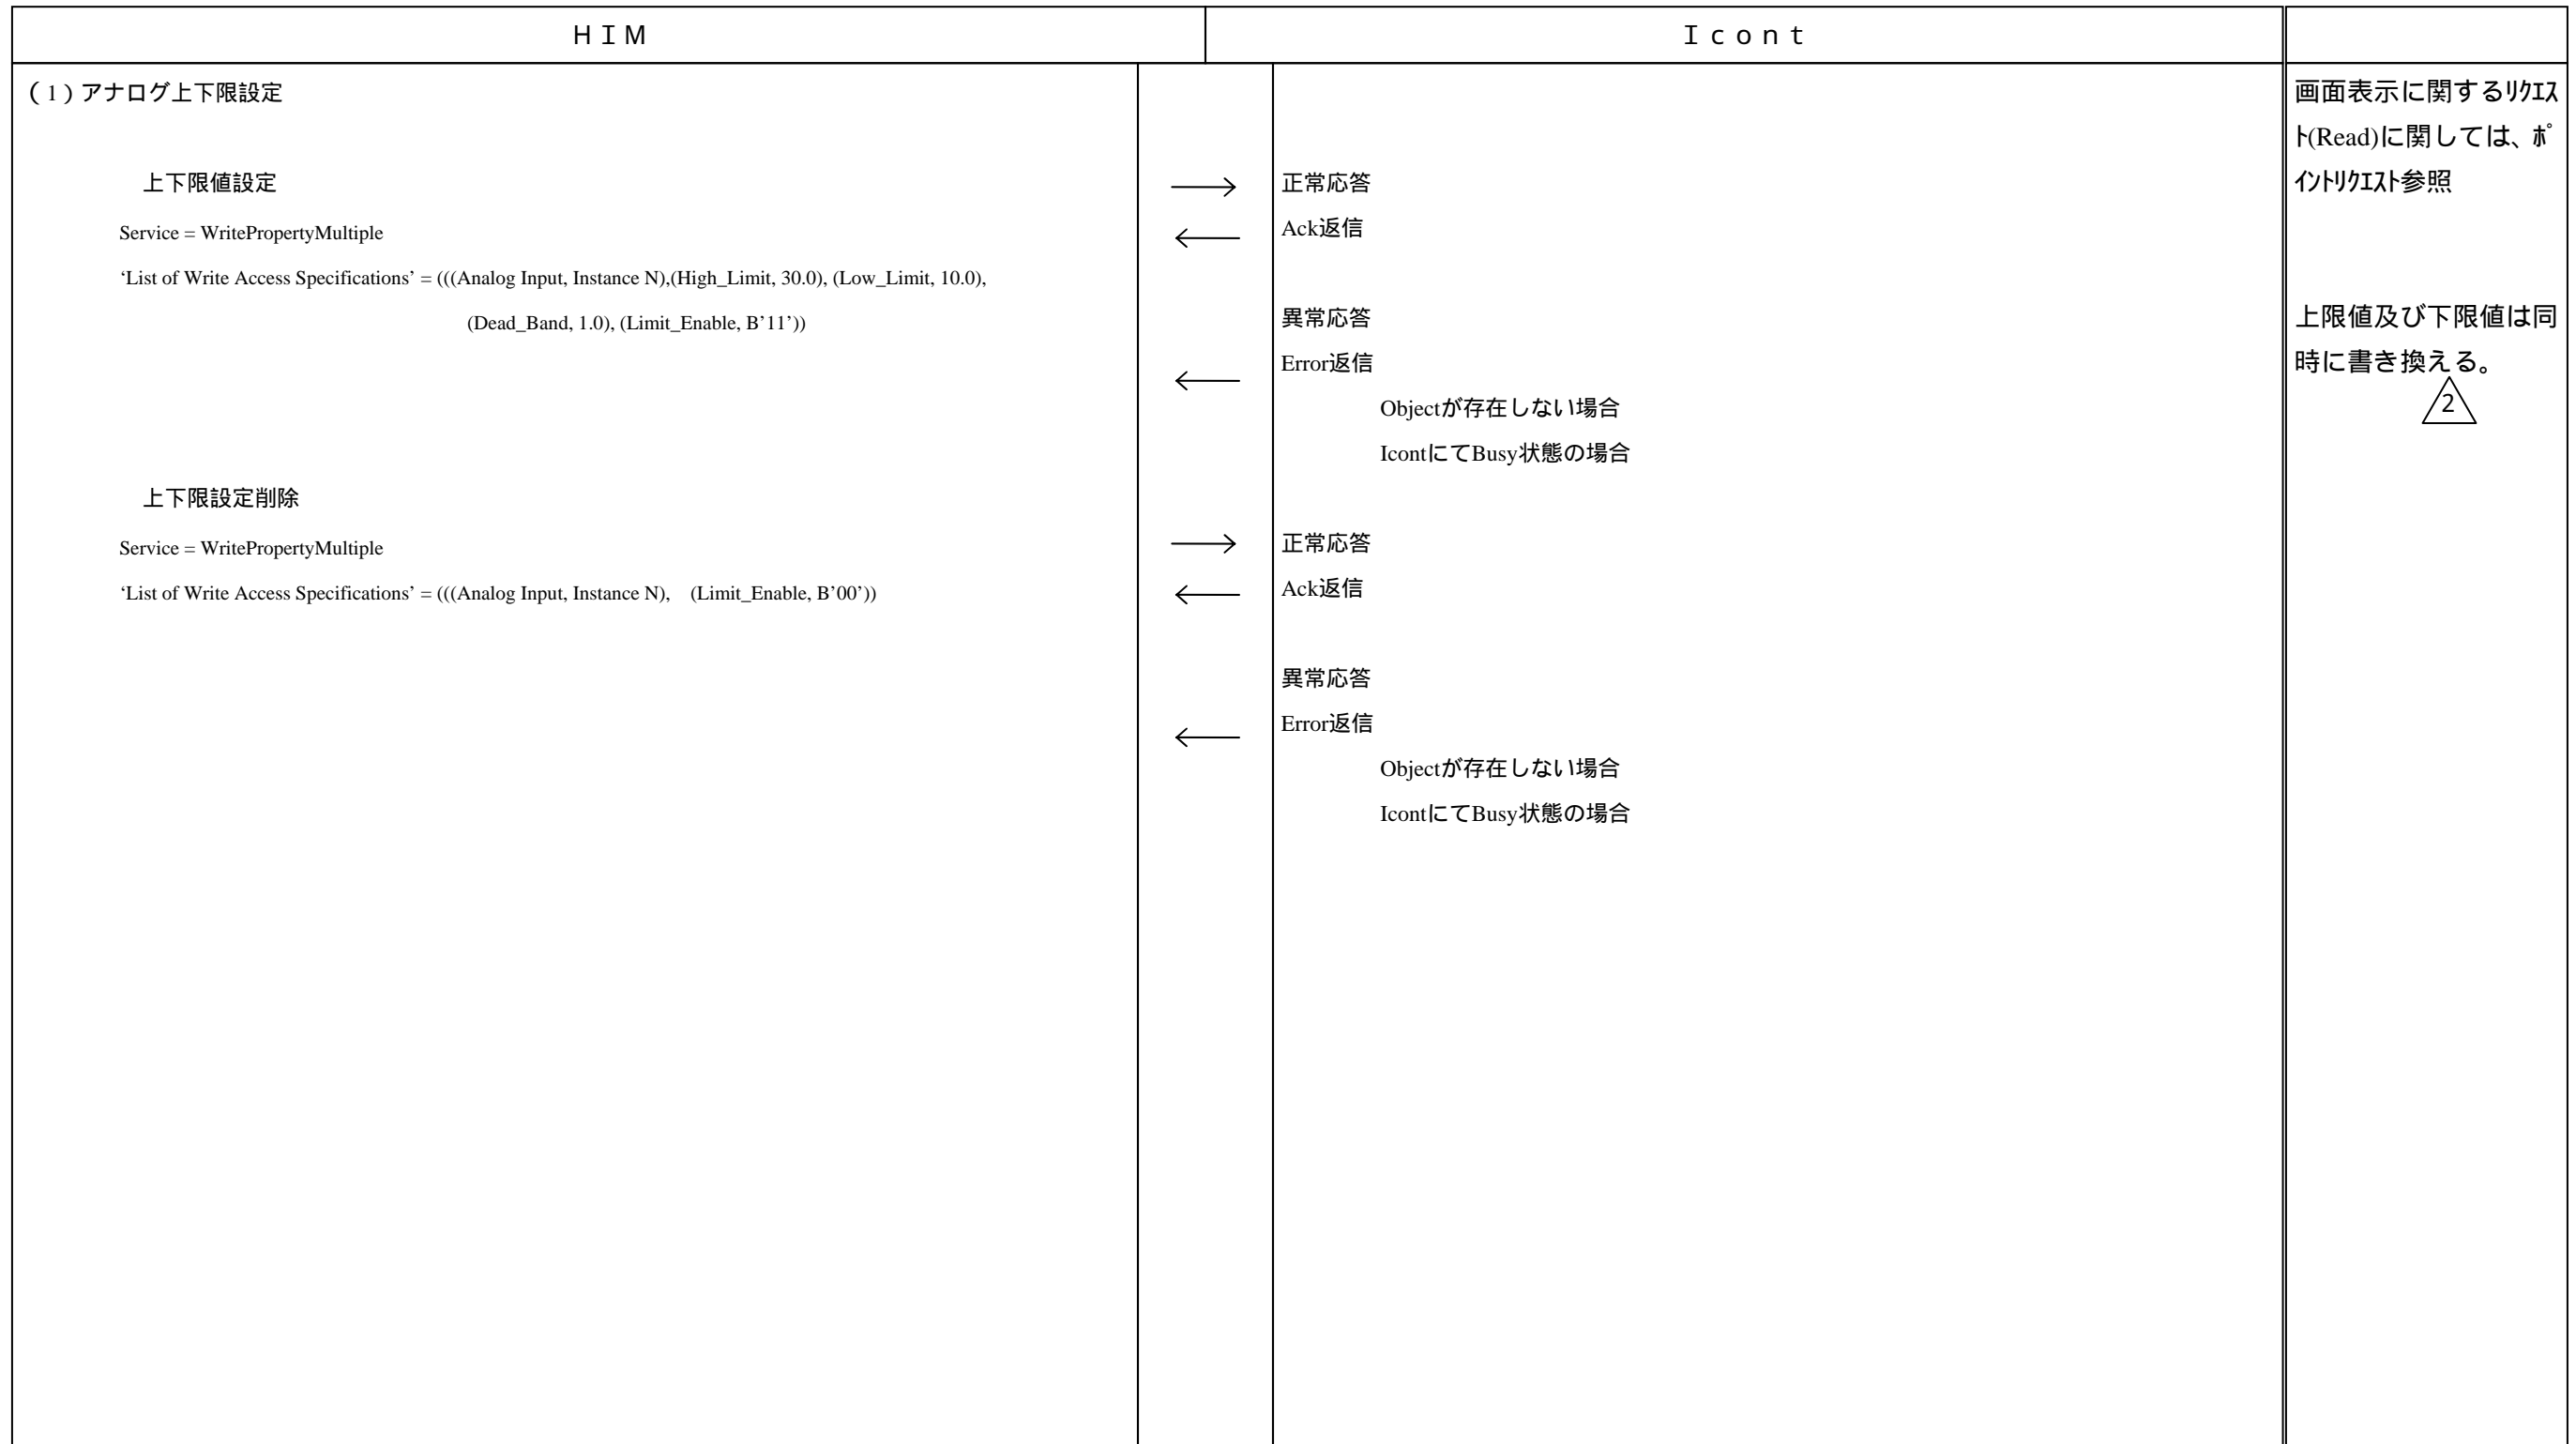 ＨＩＭ
Ｉｃｏｎｔ
（1）アナログ上下限設定
上下限値設定
Service = WritePropertyMultiple
‘List of Write Access Specifications’ = (((Analog Input, Instance N),(High_Limit, 30.0), (Low_Limit, 10.0),
(Dead_Band, 1.0), (Limit_Enable, B’11’))
上下限設定削除
Service = WritePropertyMultiple
‘List of Write Access Specifications’ = (((Analog Input, Instance N),　(Limit_Enable, B’00’))
正常応答
Ack返信
異常応答
Error返信
Objectが存在しない場合
IcontにてBusy状態の場合
正常応答
Ack返信
異常応答
Error返信
Objectが存在しない場合
IcontにてBusy状態の場合
画面表示に関するﾘｸｴｽ
ﾄ(Read)に関しては、ﾎﾟ
ｲﾝﾄﾘｸｴｽﾄ参照
上限値及び下限値は同
時に書き換える。
2